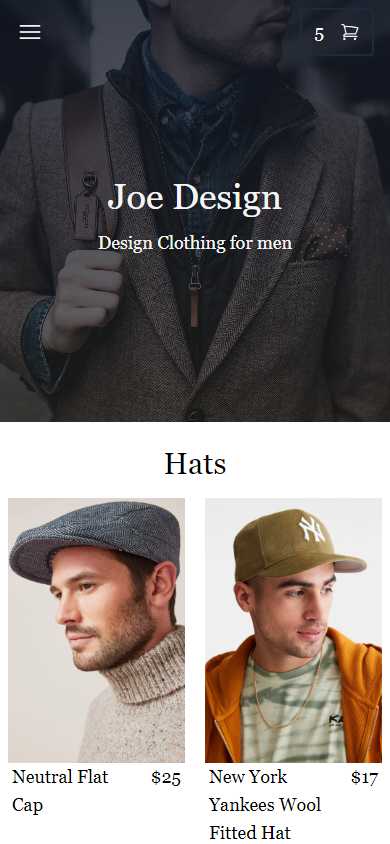 5
Joe Design
Design Clothing for men
Hats
NY
Neutral Flat $25
Cap
New York $17
Yankees Wool
Fitted Hat